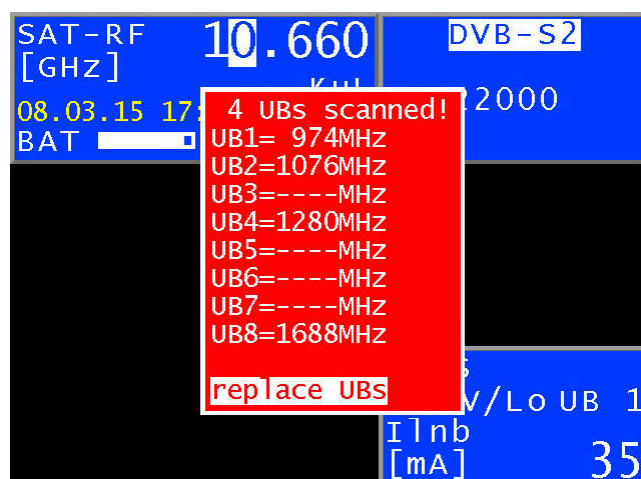 SAT-RF
[GHz]
10.660
08.03.15 17:
BAT
DVB-S2
2000
4 UBs scanned!
UB1= 974MHz
UB2=1076MHz
UB3=----MHz
UB4=1280MHz
UB5=----MHz
UB6=----MHz
UB7=----MHz
UB8=1688MHz
replace UBs
V/Lo UB 1
Ilnb
[mA]
35